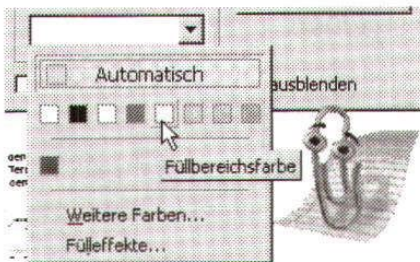 Automatisch
ausblenden
Füllbereichsfarbe
Weitere Farben...
Fülleffekte...